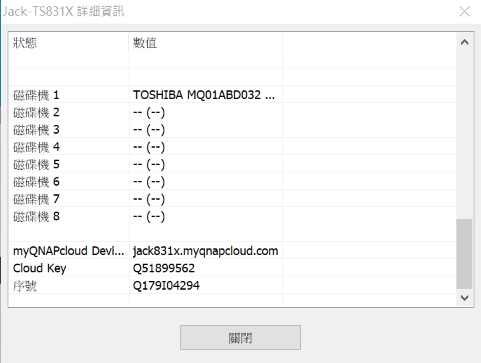 Jack-TS831X 詳細資訊
狀態 數值
磁碟機 1 TOSHIBA MQ01ABD032 ...
磁碟機 2 -- (--)
磁碟機 3 -- (--)
磁碟機 4 -- (--)
磁碟機 5 -- (--)
磁碟機 6 -- (--)
磁碟機 7 -- (--)
磁碟機 8 -- (--)
myQNAPcloud Devi... jack831x.myqnapcloud.com
Cloud Key Q51899562
序號 Q179I04294
關閉